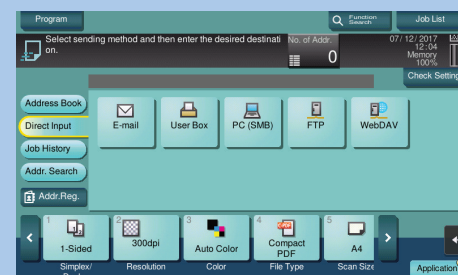 Program
Function
Search
Job List
Select sending method and then enter the desired destinati
on.
No. of Addr.
0
07/12/2017
12:04
Memory
100%
Check Setting
Address Book
Direct Input
Job History
Addr. Search
Addr.Reg.
E-mail
User Box
PC (SMB)
FTP
WebDAV
1
1-Sided
Simplex/
2
300dpi
Resolution
3
Auto Color
Color
4
Compact
PDF
File Type
5
A4
Scan Size
Application